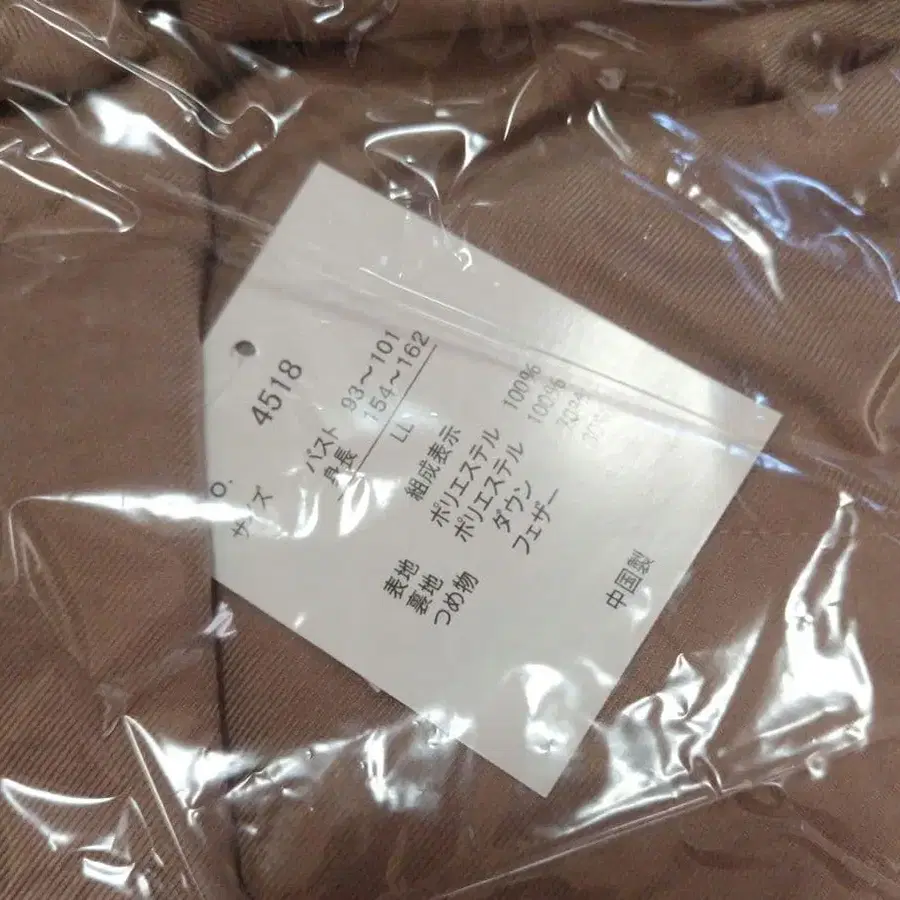 O. 4518
サイズ バスト 93～101
身長 154～162
LL
組成表示
表地 ポリエステル 100%
裏地 ポリエステル 100%
つめ物 ダウン 70%
フェザー
中国製